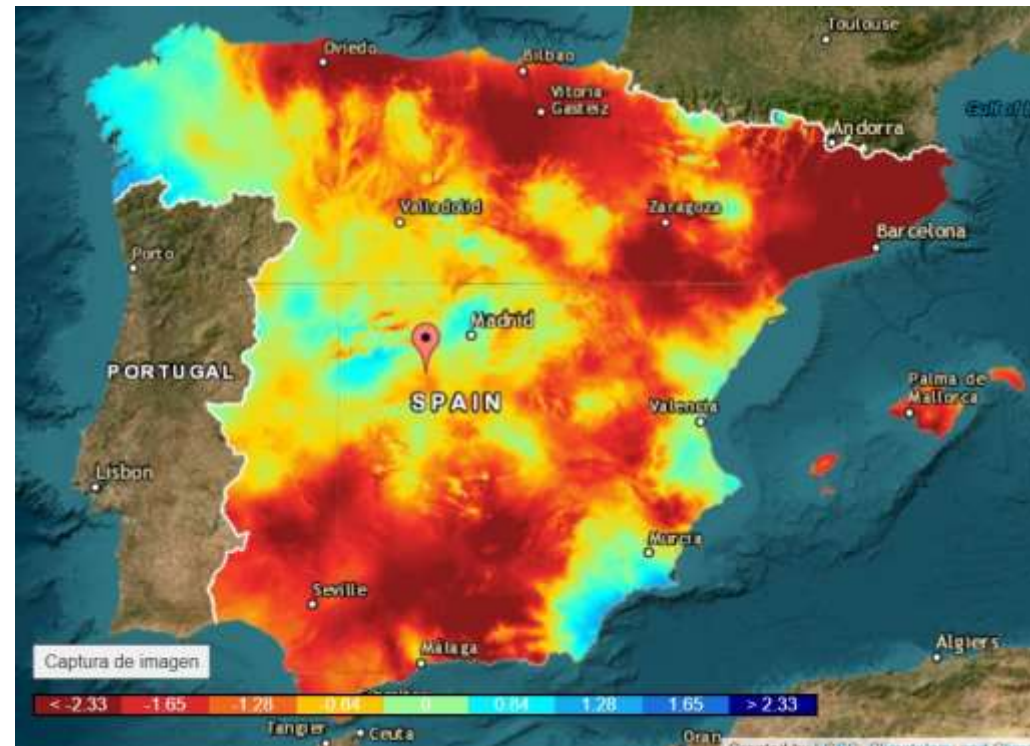 Toulouse
Oviedo
Bilbao
Vitoria
Gasteiz
Andorra
Valladolid
Zaragoza
Barcelona
Porto
Madrid
PORTUGAL
SPAIN
Palma de
Mallorca
Valencia
Lisbon
Murcia
Seville
Málaga
Algiers
Captura de imagen
< -2.33 -1.65 -1.28 -0.84 0 0.84 1.28 1.65 > 2.33
Tangier
Ceuta
Oran